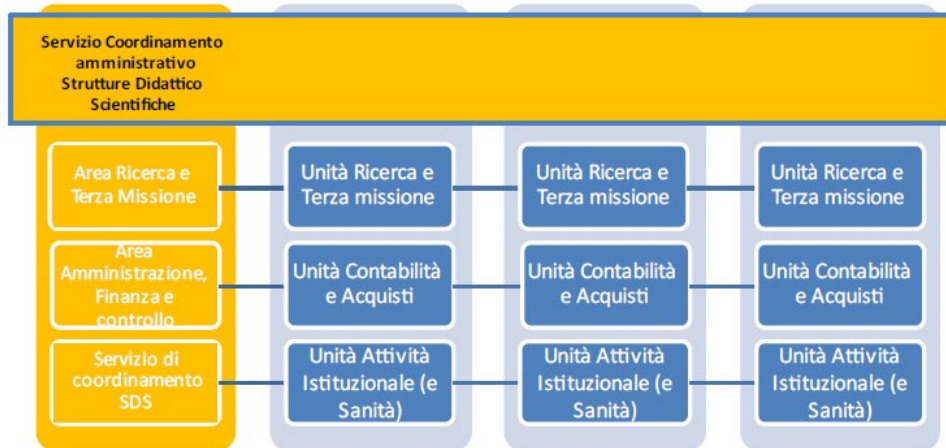 Servizio Coordinamento
amministrativo
Strutture Didattico
Scientifiche
Area Ricerca e
Terza Missione
Unità Ricerca e
Terza missione
Unità Ricerca e
Terza missione
Unità Ricerca e
Terza missione
Area
Amministrazione,
Finanza e
controllo
Unità Contabilità
e Acquisti
Unità Contabilità
e Acquisti
Unità Contabilità
e Acquisti
Servizio di
coordinamento
SDS
Unità Attività
Istituzionale (e
Sanità)
Unità Attività
Istituzionale (e
Sanità)
Unità Attività
Istituzionale (e
Sanità)